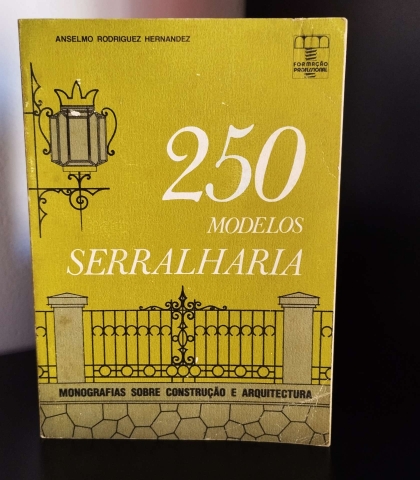 ANSELMO RODRIGUEZ HERNANDEZ
FORMAÇÃO
PROFISSIONAL
250
MODELOS
SERRALHARIA
MONOGRAFIAS SOBRE CONSTRUÇÃO E ARQUITECTURA